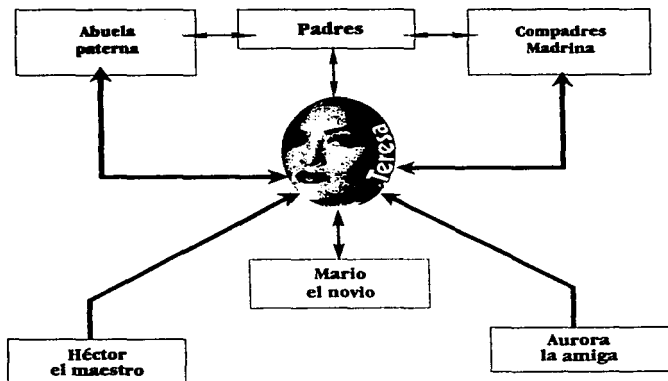 Abuela
paterna
Padres
Compadres
Madrina
Teresa
Mario
el novio
Héctor
el maestro
Aurora
la amiga